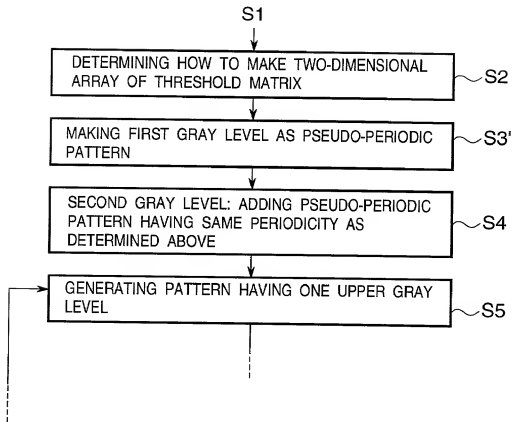 S1
DETERMINING HOW TO MAKE TWO-DIMENSIONAL
ARRAY OF THRESHOLD MATRIX
S2
MAKING FIRST GRAY LEVEL AS PSEUDO-PERIODIC
PATTERN
S3'
SECOND GRAY LEVEL: ADDING PSEUDO-PERIODIC
PATTERN HAVING SAME PERIODICITY AS
DETERMINED ABOVE
S4
GENERATING PATTERN HAVING ONE UPPER GRAY
LEVEL
S5